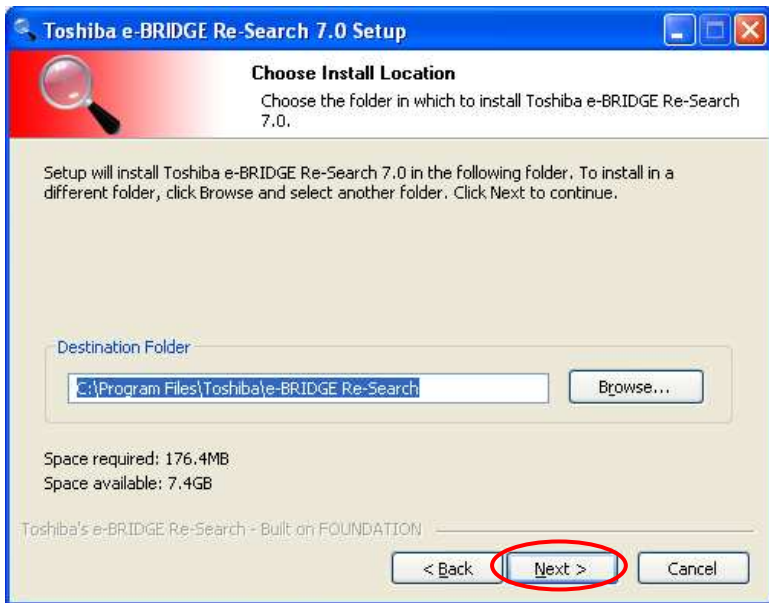 Toshiba e-BRIDGE Re-Search 7.0 Setup
Choose Install Location
Choose the folder in which to install Toshiba e-BRIDGE Re-Search
7.0.
Setup will install Toshiba e-BRIDGE Re-Search 7.0 in the following folder. To install in a
different folder, click Browse and select another folder. Click Next to continue.
Destination Folder
C:\Program Files\Toshiba\e-BRIDGE Re-Search
Browse...
Space required: 176.4MB
Space available: 7.4GB
Toshiba's e-BRIDGE Re-Search - Built on FOUNDATION
< Back
Next >
Cancel